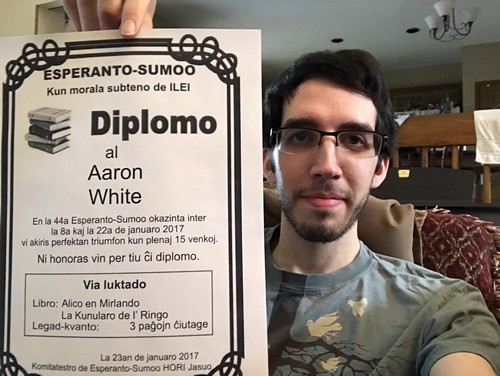 ESPERANTO-SUMOO
Kun morala subteno de ILEI
Diplomo
al
Aaron
White
En la 44a Esperanto-Sumoo okazinta inter
la 8a kaj la 22a de januaro 2017
vi akiris perfektan triumfon kun plenaj 15 venkoj.
Ni honoras vin per tiu ĉi diplomo.
Via luktado
Libro: Alico en Mirlando
La Kunularo de l' Ringo
Legad-kvanto: 3 paĝojn ĉiutage
La 23an de januaro 2017
Komitatestro de Esperanto-Sumoo HORI Jasuo